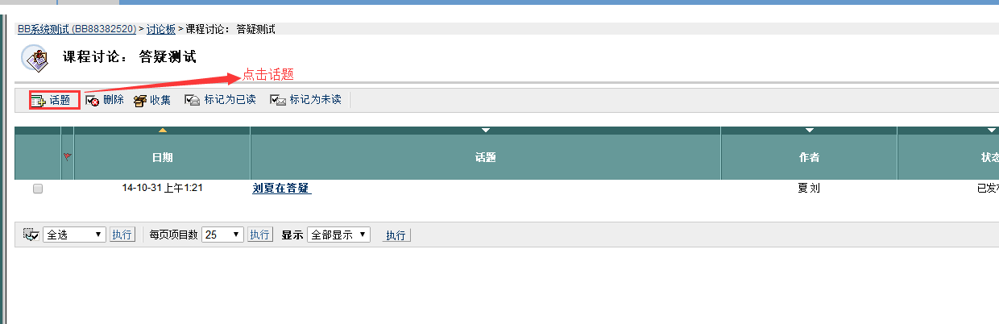 BB系统测试 (BB88382520) > 讨论板 > 课程讨论： 答疑测试
课程讨论： 答疑测试
点击话题
话题 删除 收集 标记为已读 标记为未读
日期 话题 作者 状态
14-10-31 上午1:21 刘夏在答疑 夏 刘 已发
全选 执行 每页项目数 25 执行 显示 全部显示 执行